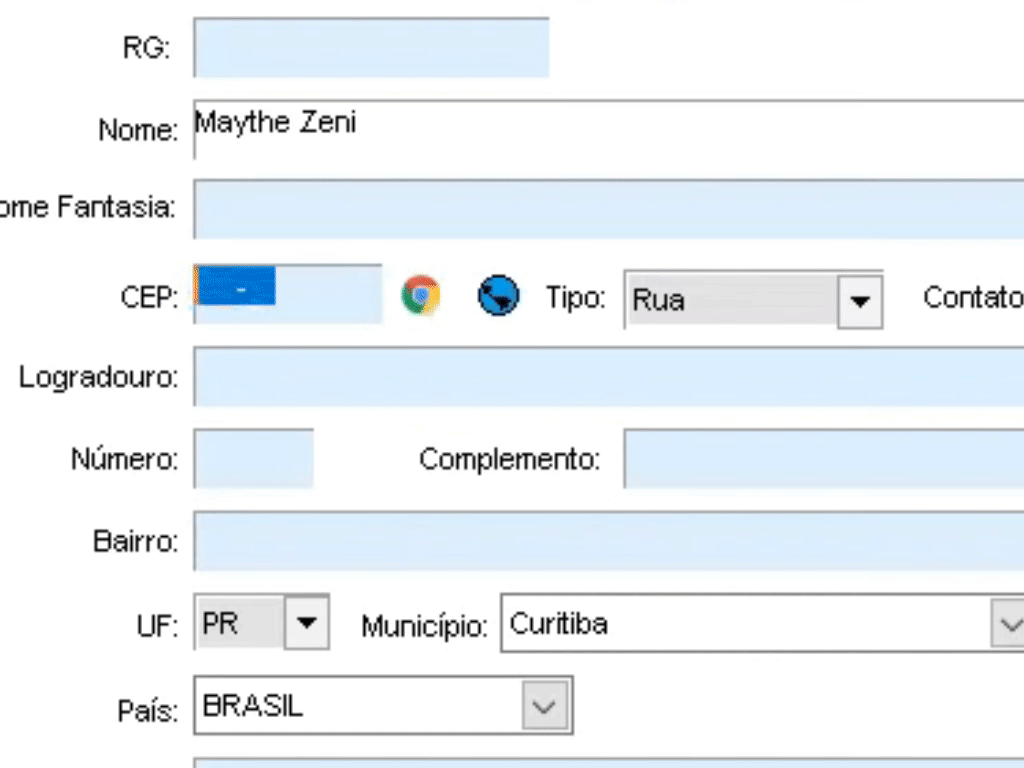 RG:
Nome: Maythe Zeni
ome Fantasia:
CEP: - Tipo: Rua Contato
Logradouro:
Número: Complemento:
Bairro:
UF: PR Município: Curitiba
País: BRASIL